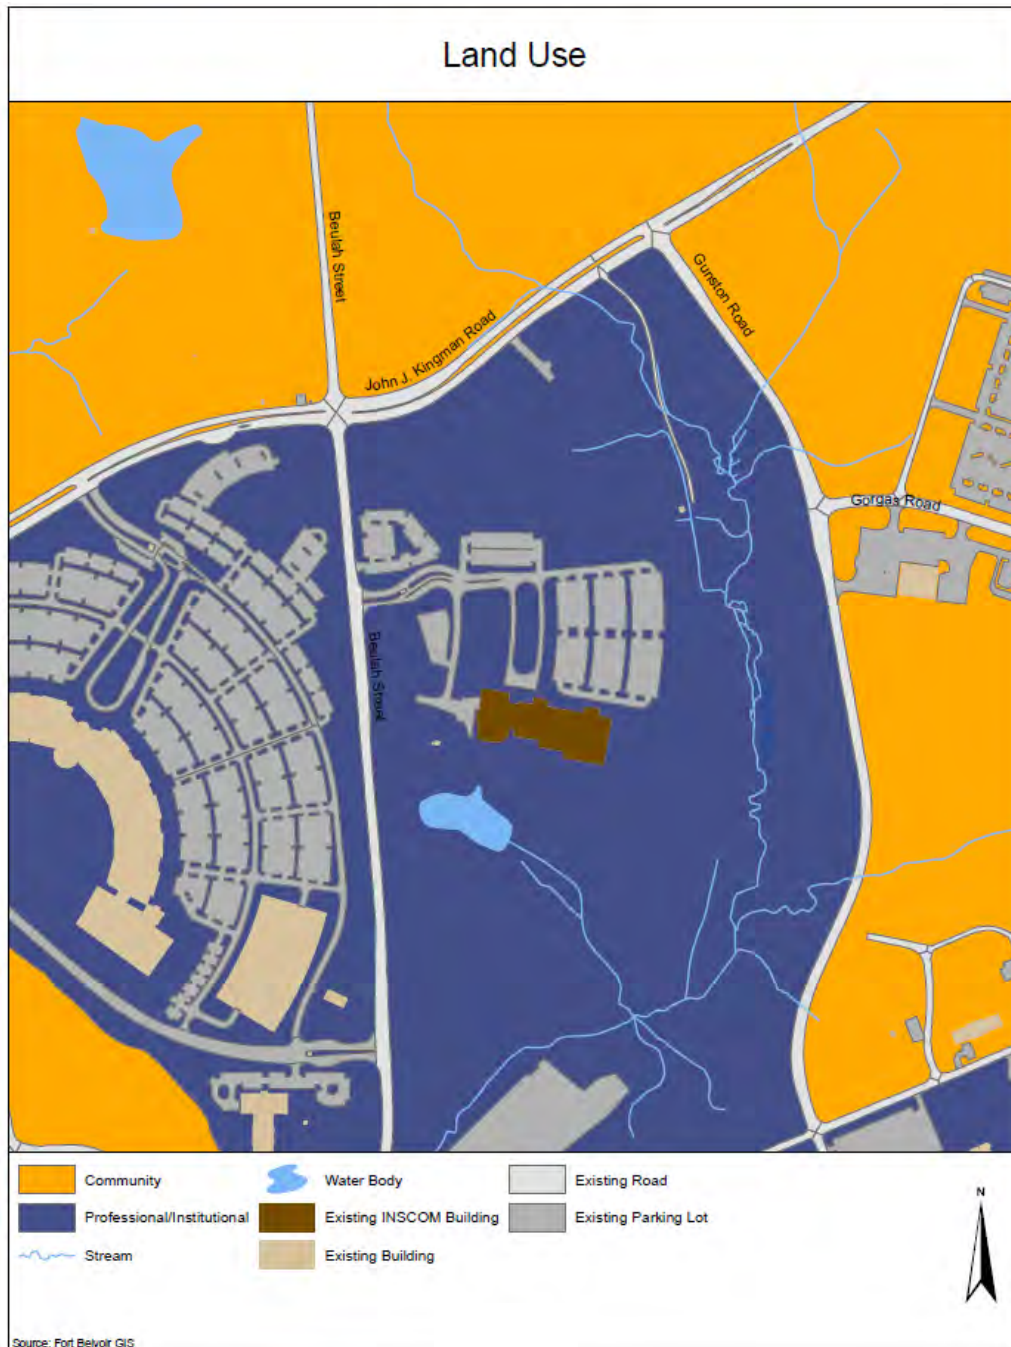 Land Use
Beulah Street
John J. Kingman Road
Gunston Road
Gorgas Road
Beulah Street
Community
Water Body
Existing Road
Professional/Institutional
Existing INSCOM Building
Existing Parking Lot
Stream
Existing Building
N
Source: Fort Belvoir GIS